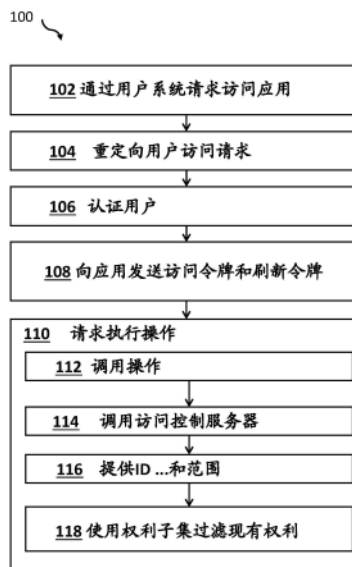 100
102 通过用户系统请求访问应用
104 重定向用户访问请求
106 认证用户
108 向应用发送访问令牌和刷新令牌
110 请求执行操作
112 调用操作
114 调用访问控制服务器
116 提供ID ...和范围
118 使用权利子集过滤现有权利